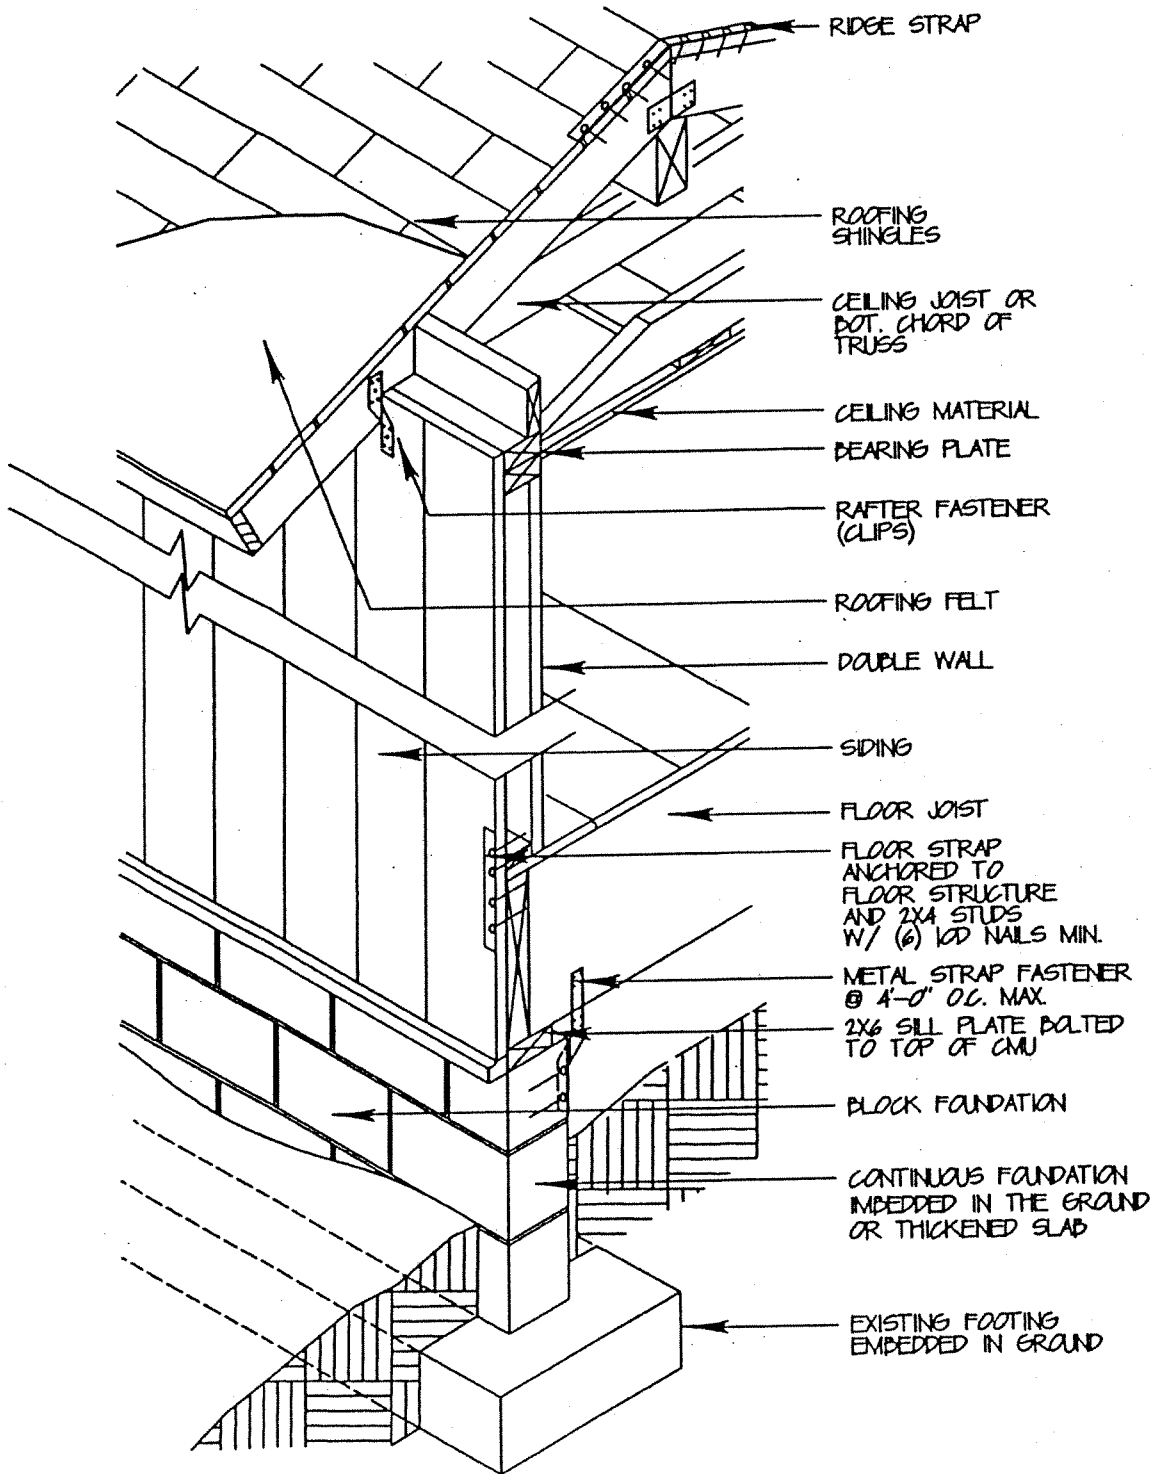 RIDGE STRAP
ROOFING
SHINGLES
CEILING JOIST OR
BOT. CHORD OF
TRUSS
CEILING MATERIAL
BEARING PLATE
RAFTER FASTENER
(CLIPS)
ROOFING FELT
DOUBLE WALL
SIDING
FLOOR JOIST
FLOOR STRAP
ANCHORED TO
FLOOR STRUCTURE
AND 2X4 STUDS
W/ (6) 10D NAILS MIN.
METAL STRAP FASTENER
@ 4'-0" O.C. MAX.
2X6 SILL PLATE BOLTED
TO TOP OF CMU
BLOCK FOUNDATION
CONTINUOUS FOUNDATION
IMBEDDED IN THE GROUND
OR THICKENED SLAB
EXISTING FOOTING
EMBEDDED IN GROUND